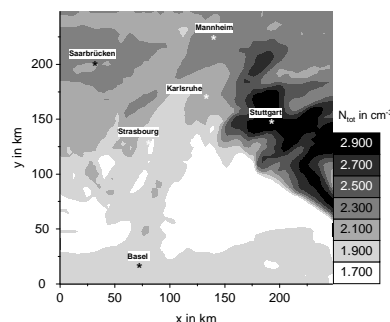 Mannheim
Saarbrücken
Karlsruhe
Stuttgart
Strasbourg
Basel
250
200
150
100
50
0
y in km
0
50
100
150
200
x in km
N_tot in cm⁻³
2.900
2.700
2.500
2.300
2.100
1.900
1.700